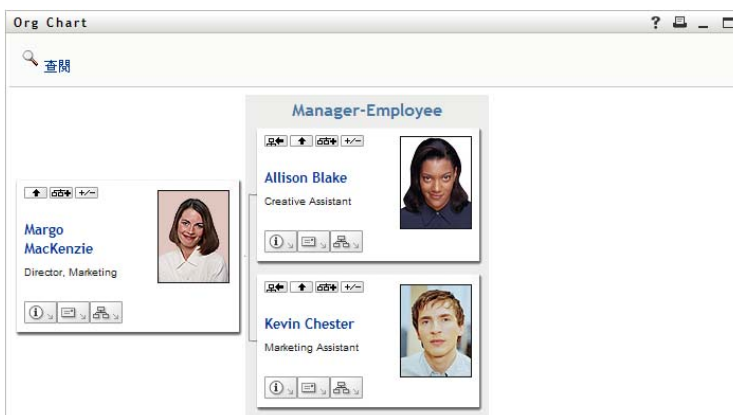 Org Chart
?
查閱
Manager-Employee
+/-
Allison Blake
Creative Assistant
+/-
Margo
MacKenzie
Director, Marketing
+/-
Kevin Chester
Marketing Assistant